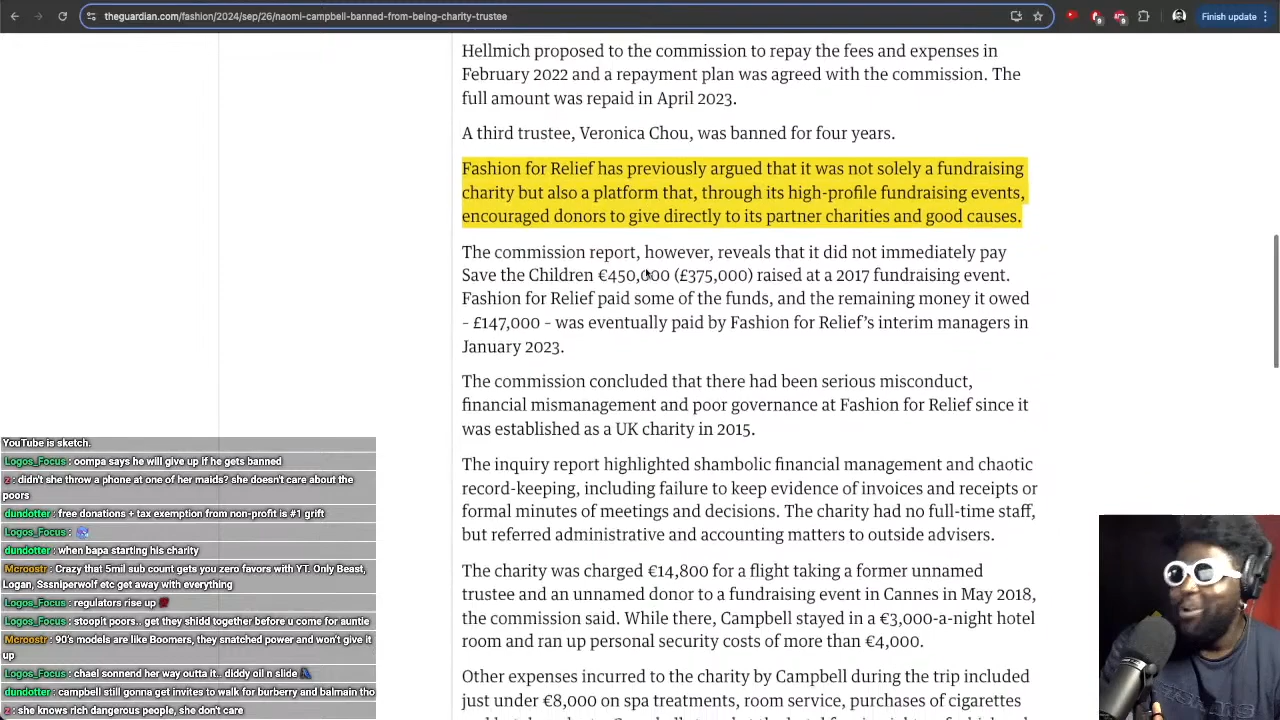 theguardian.com/fashion/2024/sep/26/naomi-campbell-banned-from-being-charity-trustee
Finish update
Hellmich proposed to the commission to repay the fees and expenses in
February 2022 and a repayment plan was agreed with the commission. The
full amount was repaid in April 2023.
A third trustee, Veronica Chou, was banned for four years.
Fashion for Relief has previously argued that it was not solely a fundraising
charity but also a platform that, through its high-profile fundraising events,
encouraged donors to give directly to its partner charities and good causes.
The commission report, however, reveals that it did not immediately pay
Save the Children €450,000 (£375,000) raised at a 2017 fundraising event.
Fashion for Relief paid some of the funds, and the remaining money it owed
– £147,000 – was eventually paid by Fashion for Relief’s interim managers in
January 2023.
The commission concluded that there had been serious misconduct,
financial mismanagement and poor governance at Fashion for Relief since it
was established as a UK charity in 2015.
The inquiry report highlighted shambolic financial management and chaotic
record-keeping, including failure to keep evidence of invoices and receipts or
formal minutes of meetings and decisions. The charity had no full-time staff,
but referred administrative and accounting matters to outside advisers.
The charity was charged €14,800 for a flight taking a former unnamed
trustee and an unnamed donor to a fundraising event in Cannes in May 2018,
the commission said. While there, Campbell stayed in a €3,000-a-night hotel
room and ran up personal security costs of more than €4,000.
Other expenses incurred to the charity by Campbell during the trip included
just under €8,000 on spa treatments, room service, purchases of cigarettes
YouTube is sketch.
Logos_Focus : oompa says he will give up if he gets banned
z : didn't she throw a phone at one of her maids? she doesn't care about the
poors
dundotter : free donations + tax exemption from non-profit is #1 grift
Logos_Focus :
dundotter : when bapa starting his charity
Mcroostr : Crazy that 5mil sub count gets you zero favors with YT. Only Beast,
Logan, Sssniperwolf etc get away with everything
Logos_Focus : regulators rise up
Logos_Focus : stoopit poors.. get they shidd together before u come for auntie
Mcroostr : 90's models are like Boomers, they snatched power and won't give it
up
Logos_Focus : chael sonnend her way outta it.. diddy oil n slide
dundotter : campbell still gonna get invites to walk for burberry and balmain tho
z : she knows rich dangerous people, she don't care